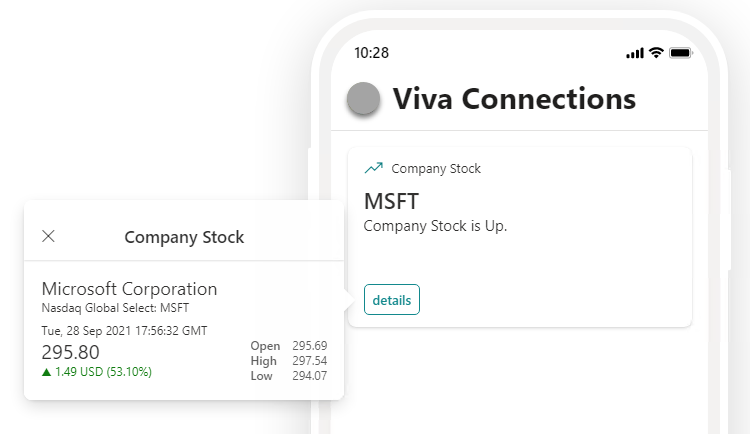 10:28
Viva Connections
Company Stock
MSFT
Company Stock is Up.
details
Company Stock
Microsoft Corporation
Nasdaq Global Select: MSFT
Tue, 28 Sep 2021 17:56:32 GMT
295.80
▲ 1.49 USD (53.10%)
Open 295.69
High 297.54
Low 294.07